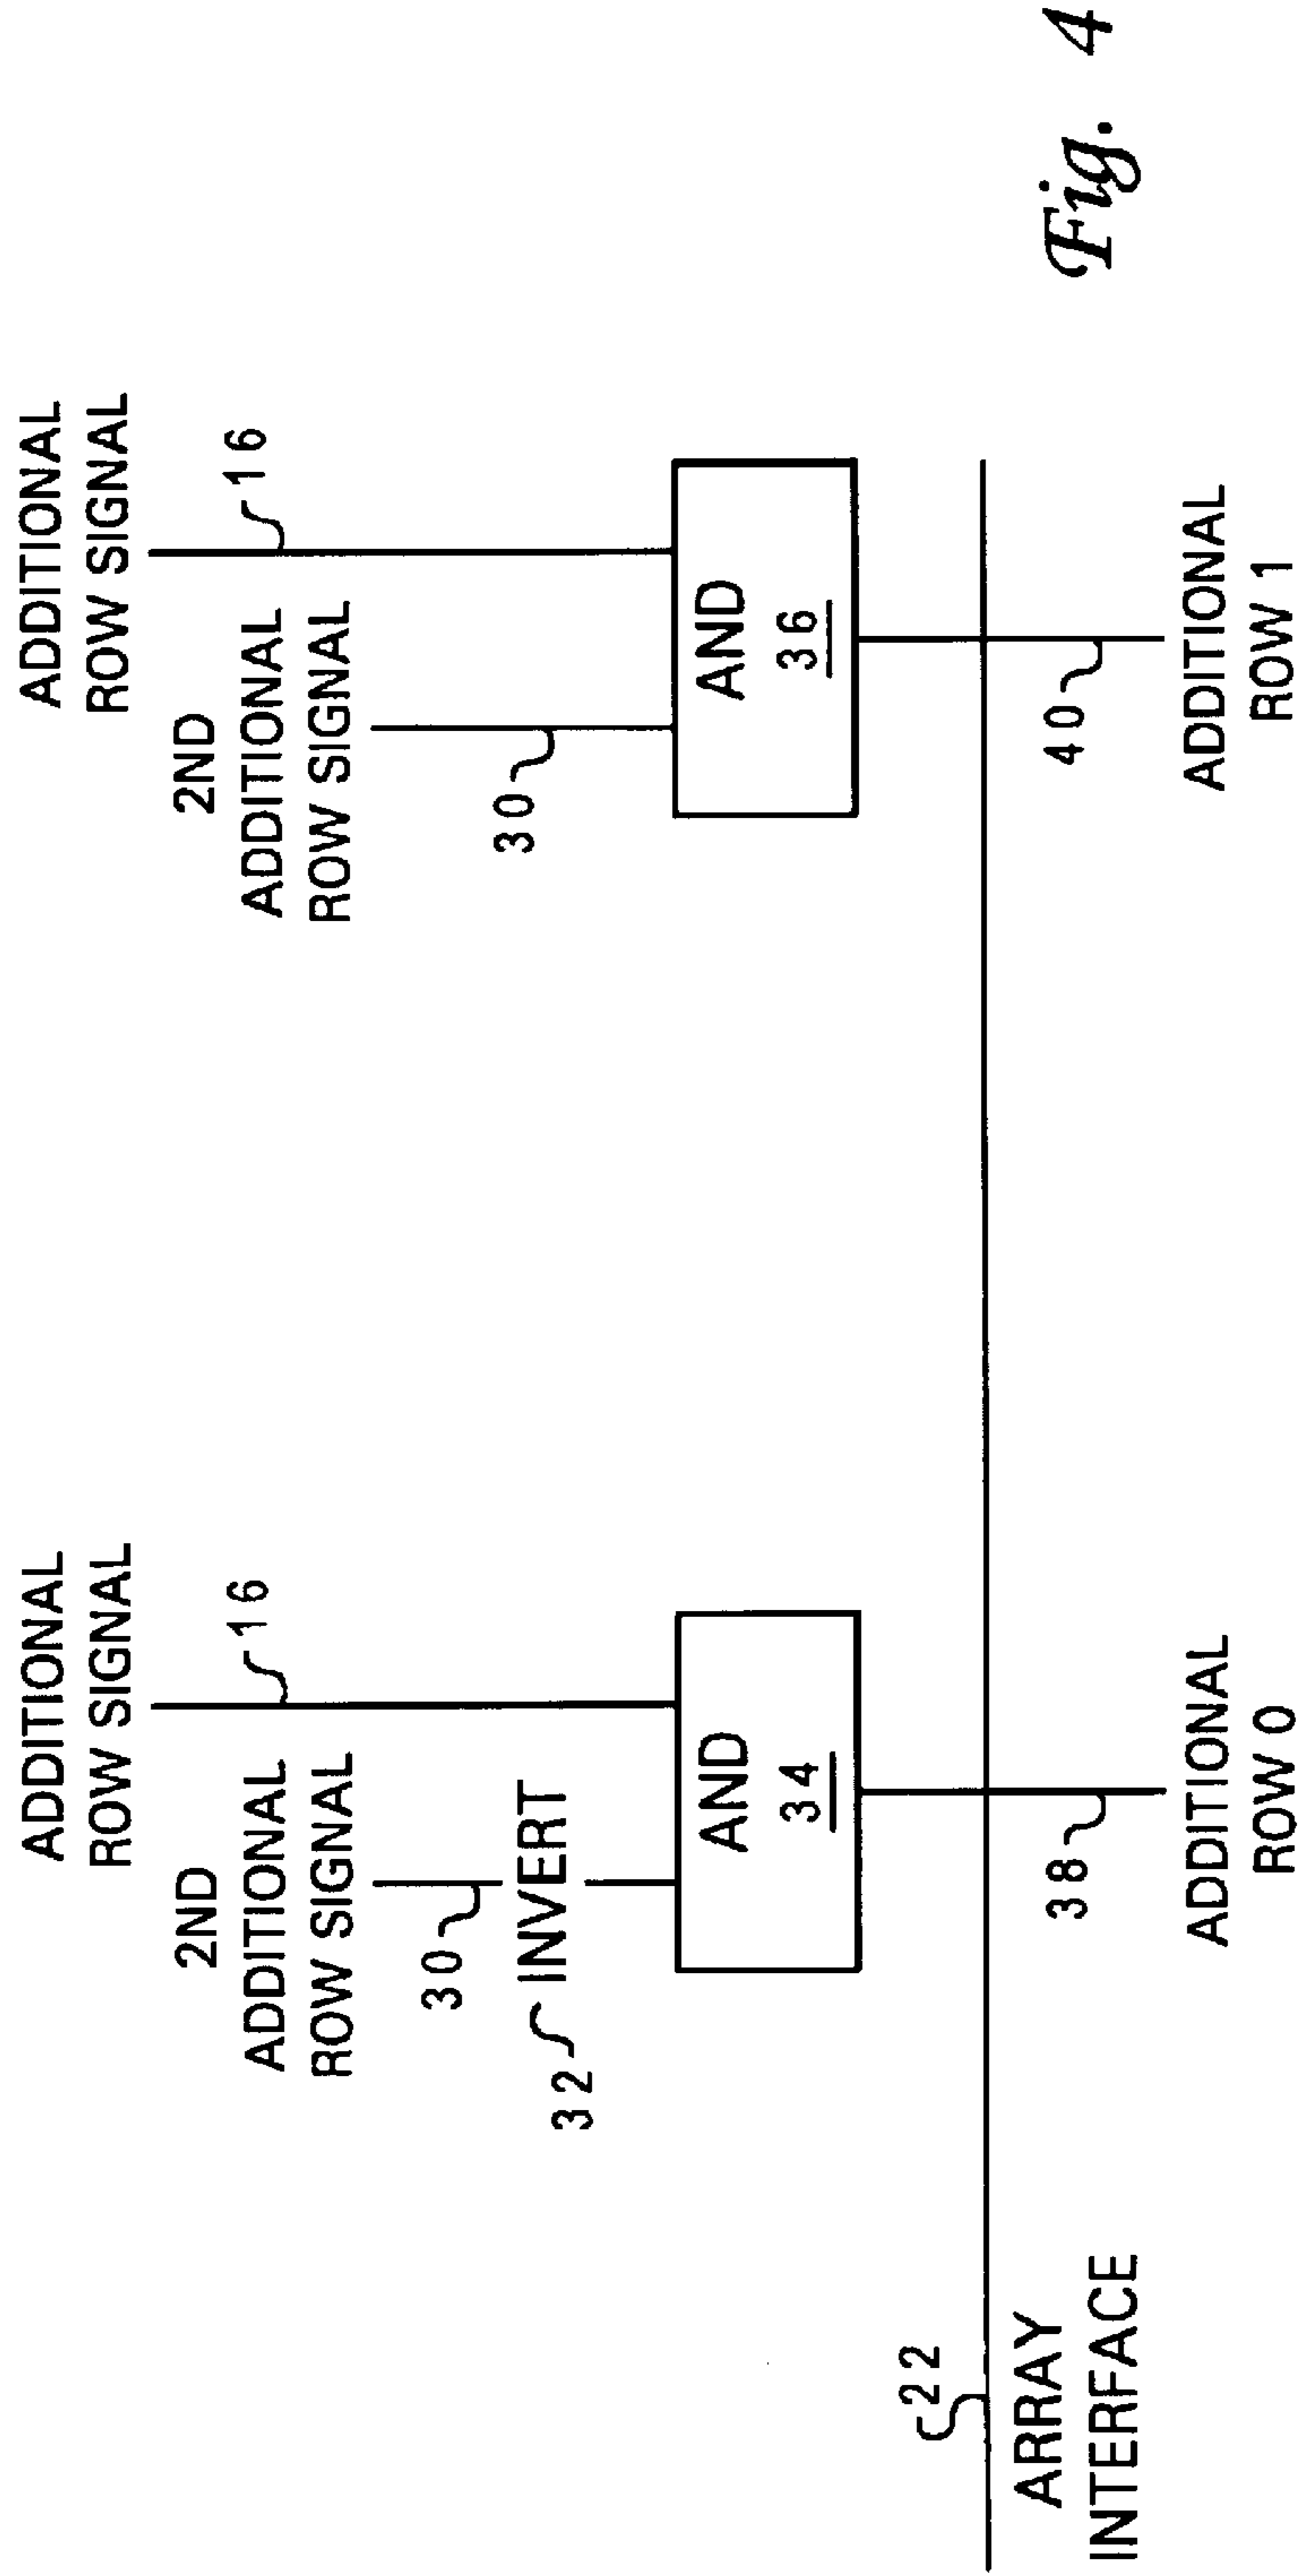 ADDITIONAL
ROW SIGNAL
16
2ND
ADDITIONAL
ROW SIGNAL
30
32
INVERT
AND
34
38
ADDITIONAL
ROW 0
ADDITIONAL
ROW SIGNAL
16
2ND
ADDITIONAL
ROW SIGNAL
30
AND
36
40
ADDITIONAL
ROW 1
22
ARRAY
INTERFACE
Fig. 4